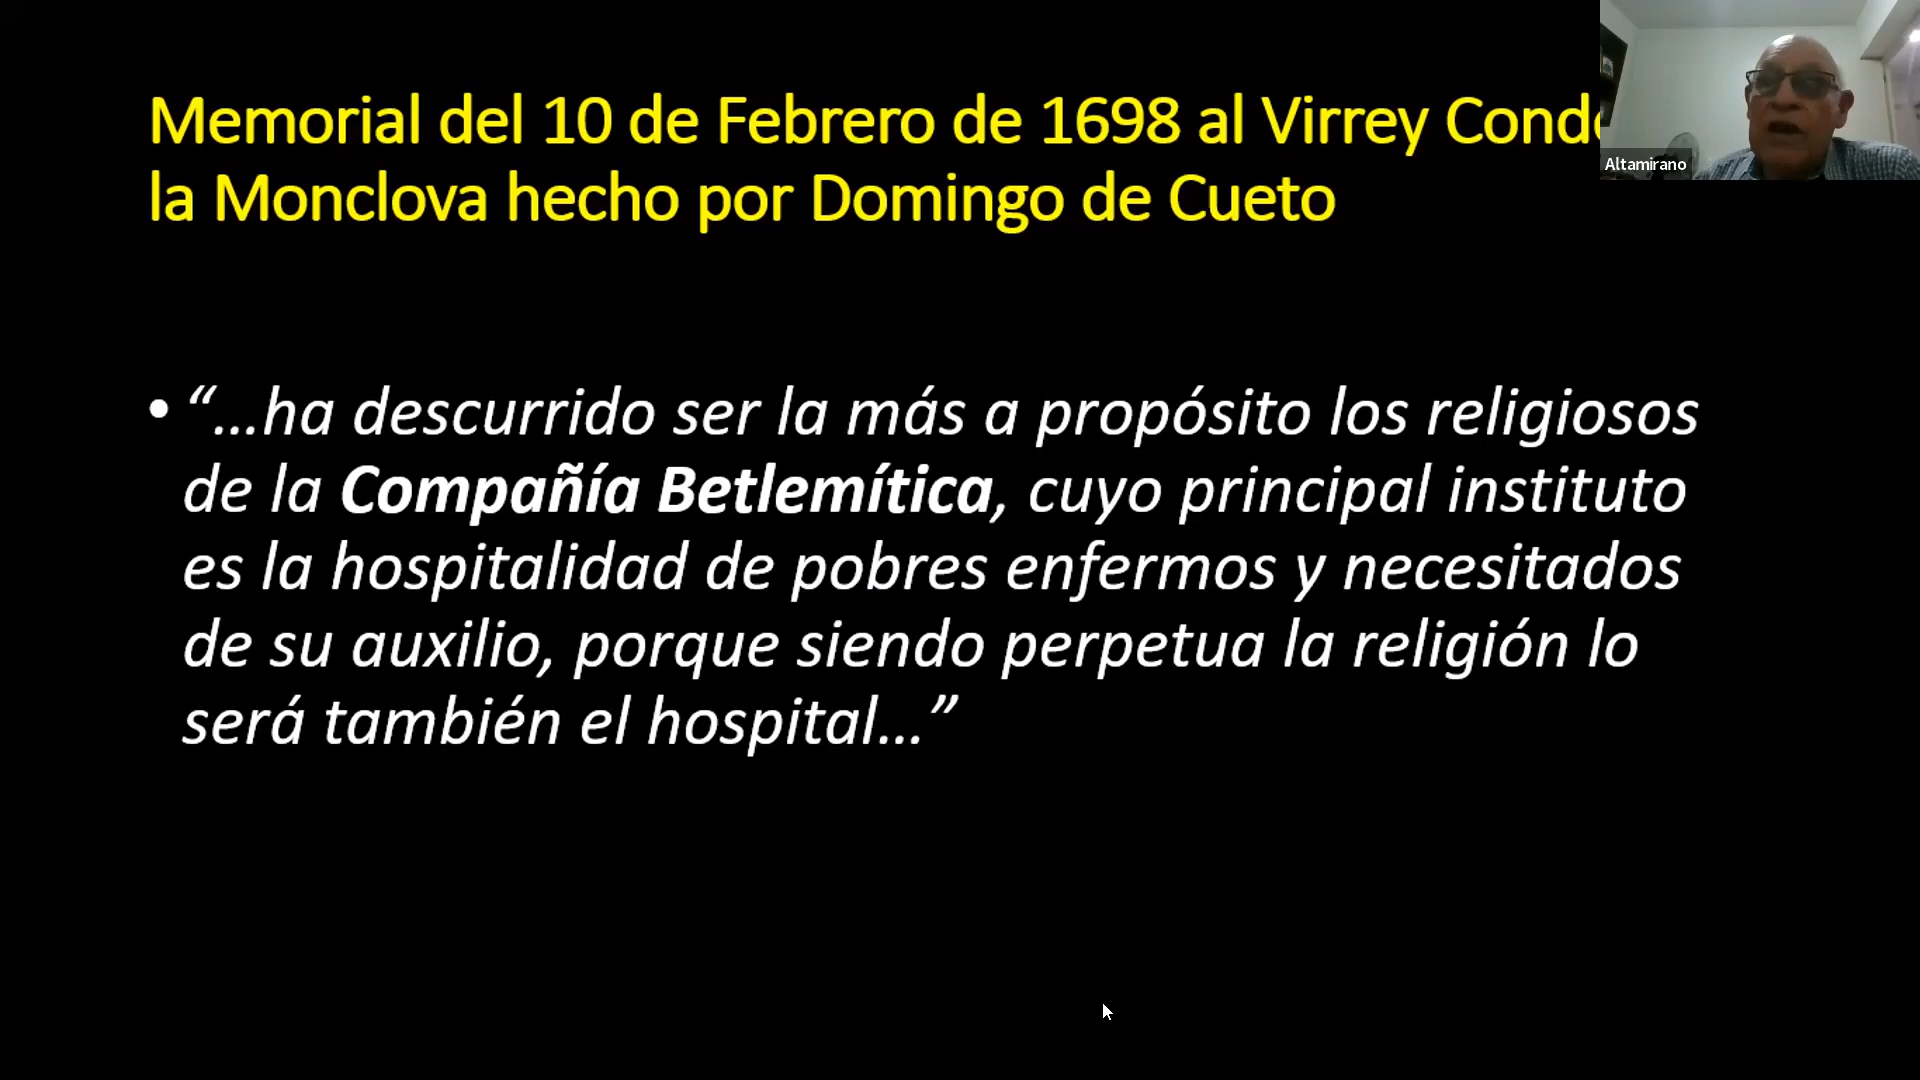 Memorial del 10 de Febrero de 1698 al Virrey Cond
la Monclova hecho por Domingo de Cueto
Altamirano
• “…ha descurrido ser la más a propósito los religiosos
de la Compañía Betlemítica, cuyo principal instituto
es la hospitalidad de pobres enfermos y necesitados
de su auxilio, porque siendo perpetua la religión lo
será también el hospital…”